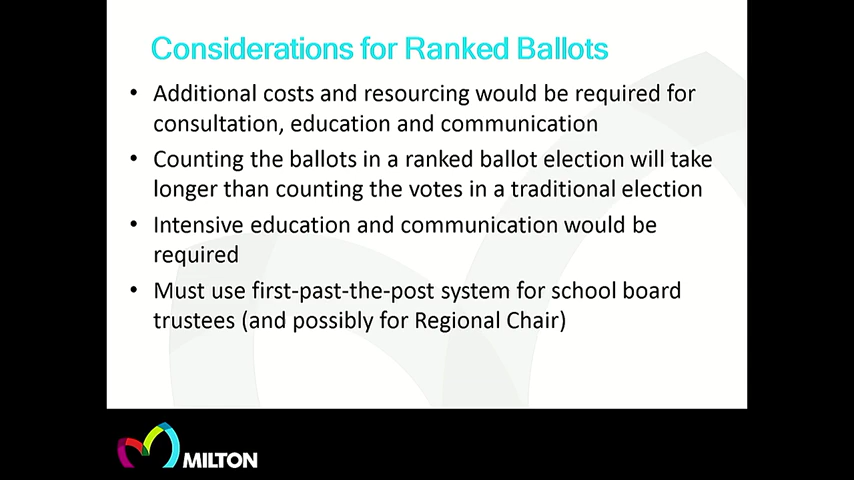 Considerations for Ranked Ballots
• Additional costs and resourcing would be required for
consultation, education and communication
• Counting the ballots in a ranked ballot election will take
longer than counting the votes in a traditional election
• Intensive education and communication would be
required
• Must use first-past-the-post system for school board
trustees (and possibly for Regional Chair)
MILTON